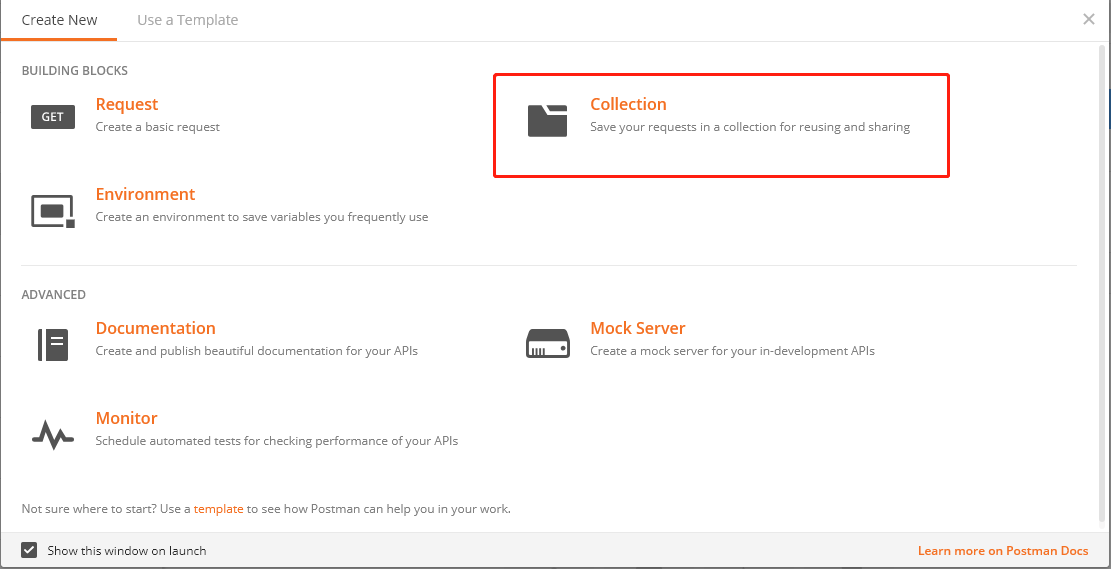 Create New
Use a Template
BUILDING BLOCKS
GET
Request
Create a basic request
Collection
Save your requests in a collection for reusing and sharing
Environment
Create an environment to save variables you frequently use
ADVANCED
Documentation
Create and publish beautiful documentation for your APIs
Mock Server
Create a mock server for your in-development APIs
Monitor
Schedule automated tests for checking performance of your APIs
Not sure where to start? Use a template to see how Postman can help you in your work.
Show this window on launch
Learn more on Postman Docs